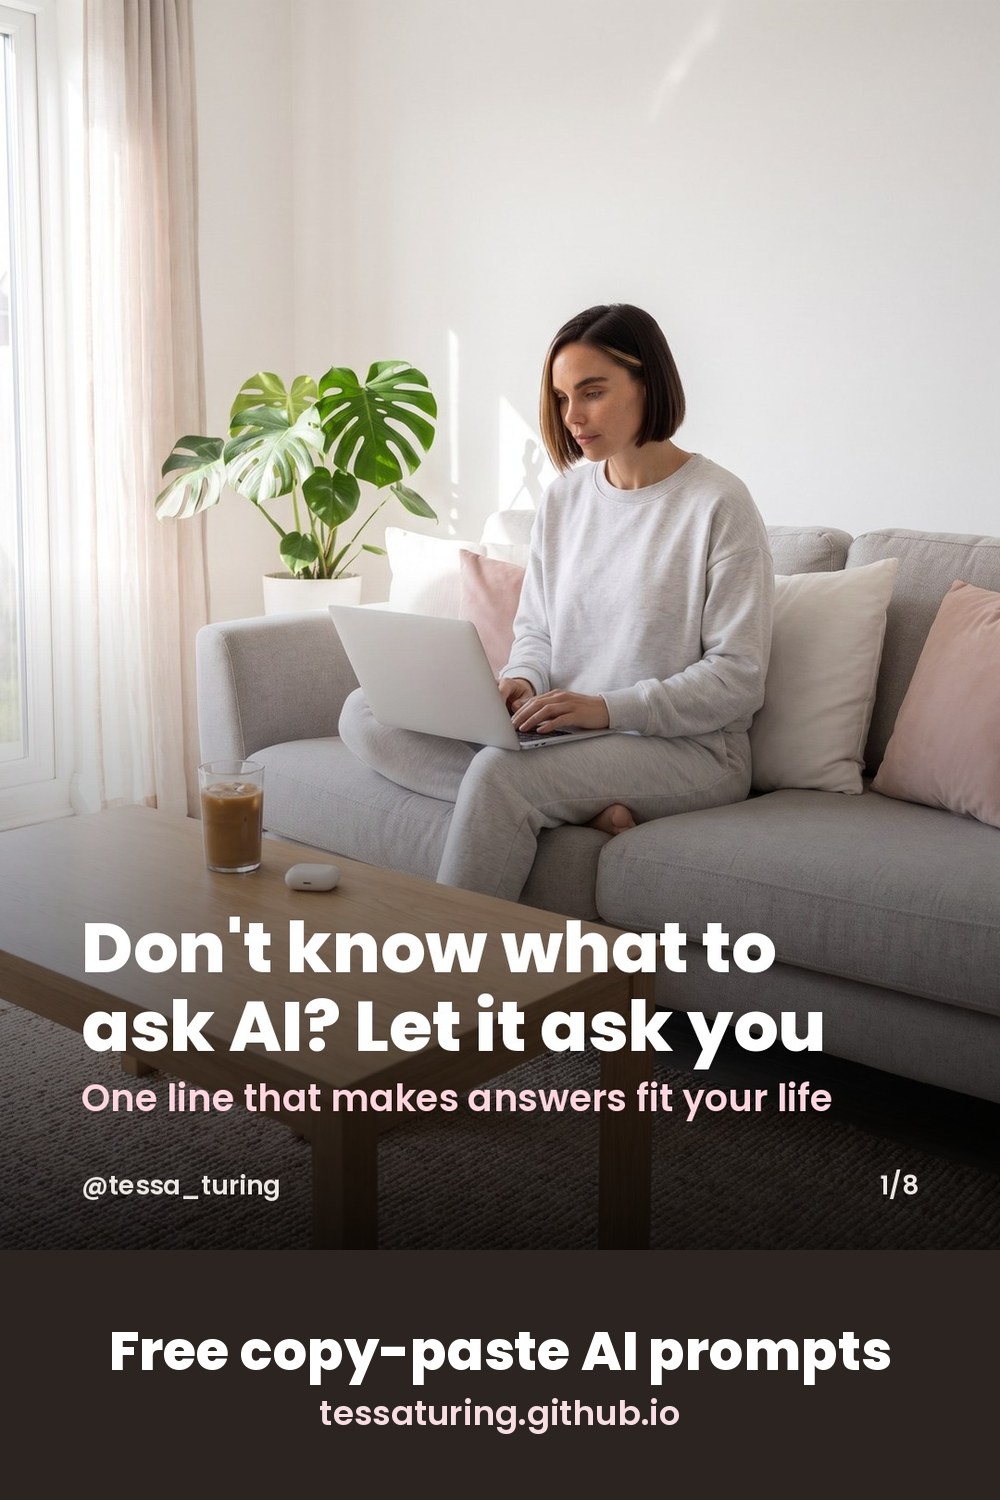 Don't know what to
ask AI? Let it ask you
One line that makes answers fit your life
@tessa_turing
1/8
Free copy-paste AI prompts
tessaturing.github.io